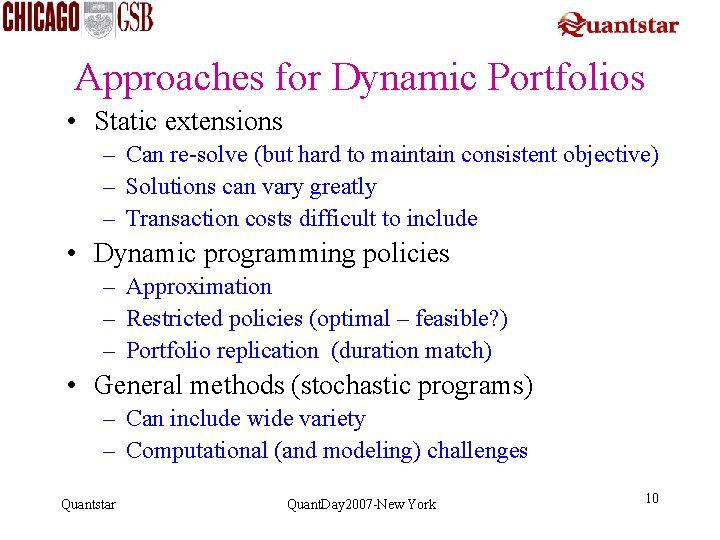 CHICAGO GSB
Quantstar
Approaches for Dynamic Portfolios
• Static extensions
– Can re-solve (but hard to maintain consistent objective)
– Solutions can vary greatly
– Transaction costs difficult to include
• Dynamic programming policies
– Approximation
– Restricted policies (optimal – feasible?)
– Portfolio replication (duration match)
• General methods (stochastic programs)
– Can include wide variety
– Computational (and modeling) challenges
Quantstar
QuantDay2007-New York
10